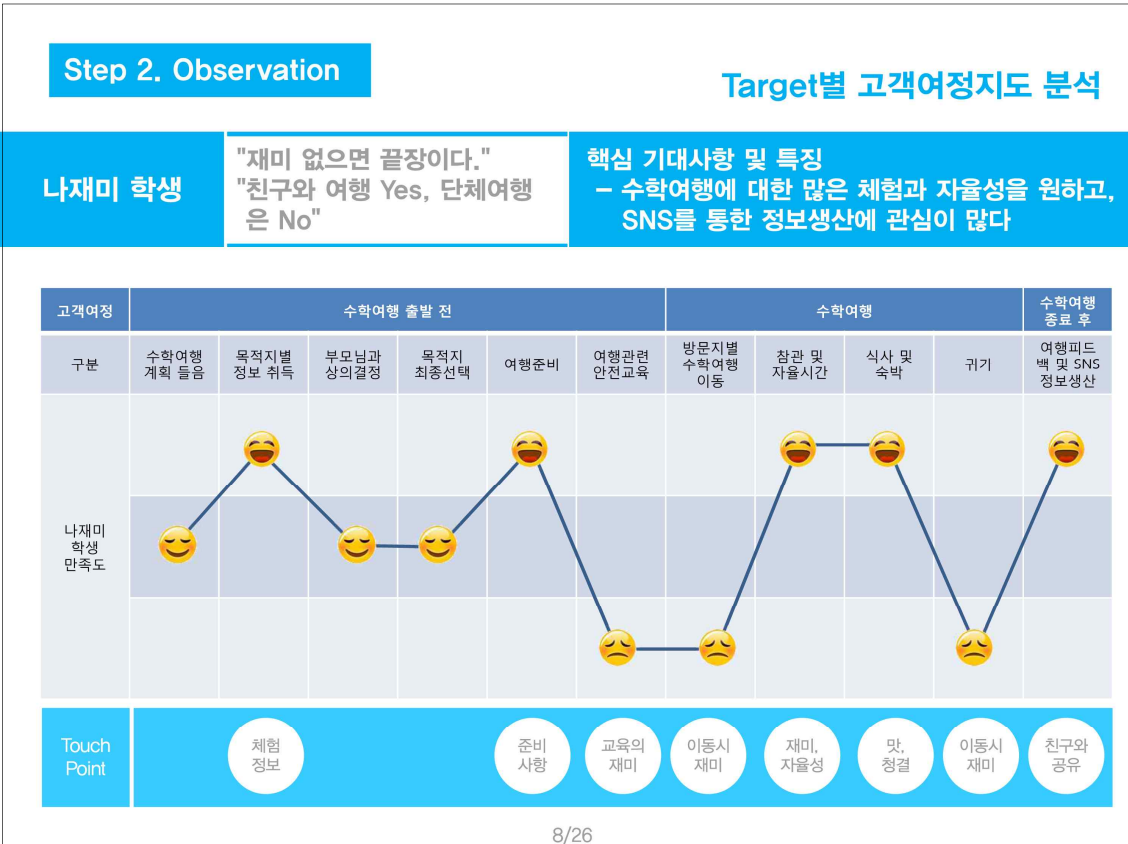 Step 2. Observation
Target별 고객여정지도 분석
나재미 학생
"재미 없으면 끝장이다."
"친구와 여행 Yes, 단체여행
은 No"
핵심 기대사항 및 특징
– 수학여행에 대한 많은 체험과 자율성을 원하고,
SNS를 통한 정보생산에 관심이 많다
고객여정
수학여행 출발 전
수학여행
수학여행
종료 후
구분
수학여행
계획 들음
목적지별
정보 취득
부모님과
상의결정
목적지
최종선택
여행준비
여행관련
안전교육
방문지별
수학여행
이동
참관 및
자율시간
식사 및
숙박
귀기
여행피드
백 및 SNS
정보생산
나재미
학생
만족도
Touch
Point
체험
정보
준비
사항
교육의
재미
이동시
재미
재미,
자율성
맛,
청결
이동시
재미
친구와
공유
8/26